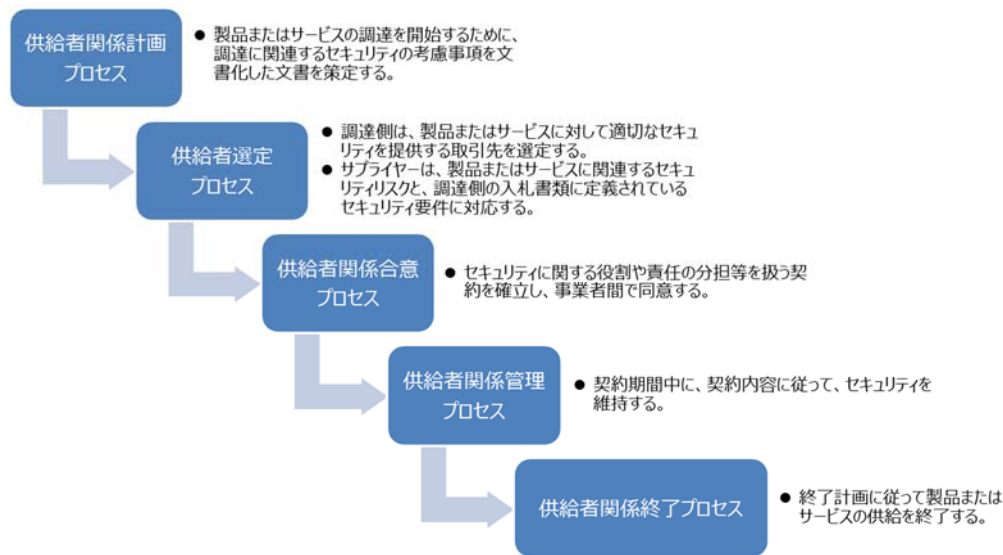 供給者関係計画
プロセス
● 製品またはサービスの調達を開始するために、
調達に関連するセキュリティの考慮事項を文
書化した文書を策定する。
供給者選定
プロセス
● 調達側は、製品またはサービスに対して適切なセキュ
リティを提供する取引先を選定する。
● サプライヤーは、製品またはサービスに関連するセキュ
リティリスクと、調達側の入札書類に定義されている
セキュリティ要件に対応する。
供給者関係合意
プロセス
● セキュリティに関する役割や責任の分担等を扱う契
約を確立し、事業者間で同意する。
供給者関係管理
プロセス
● 契約期間中に、契約内容に従って、セキュリティを
維持する。
供給者関係終了プロセス
● 終了計画に従って製品または
サービスの供給を終了する。